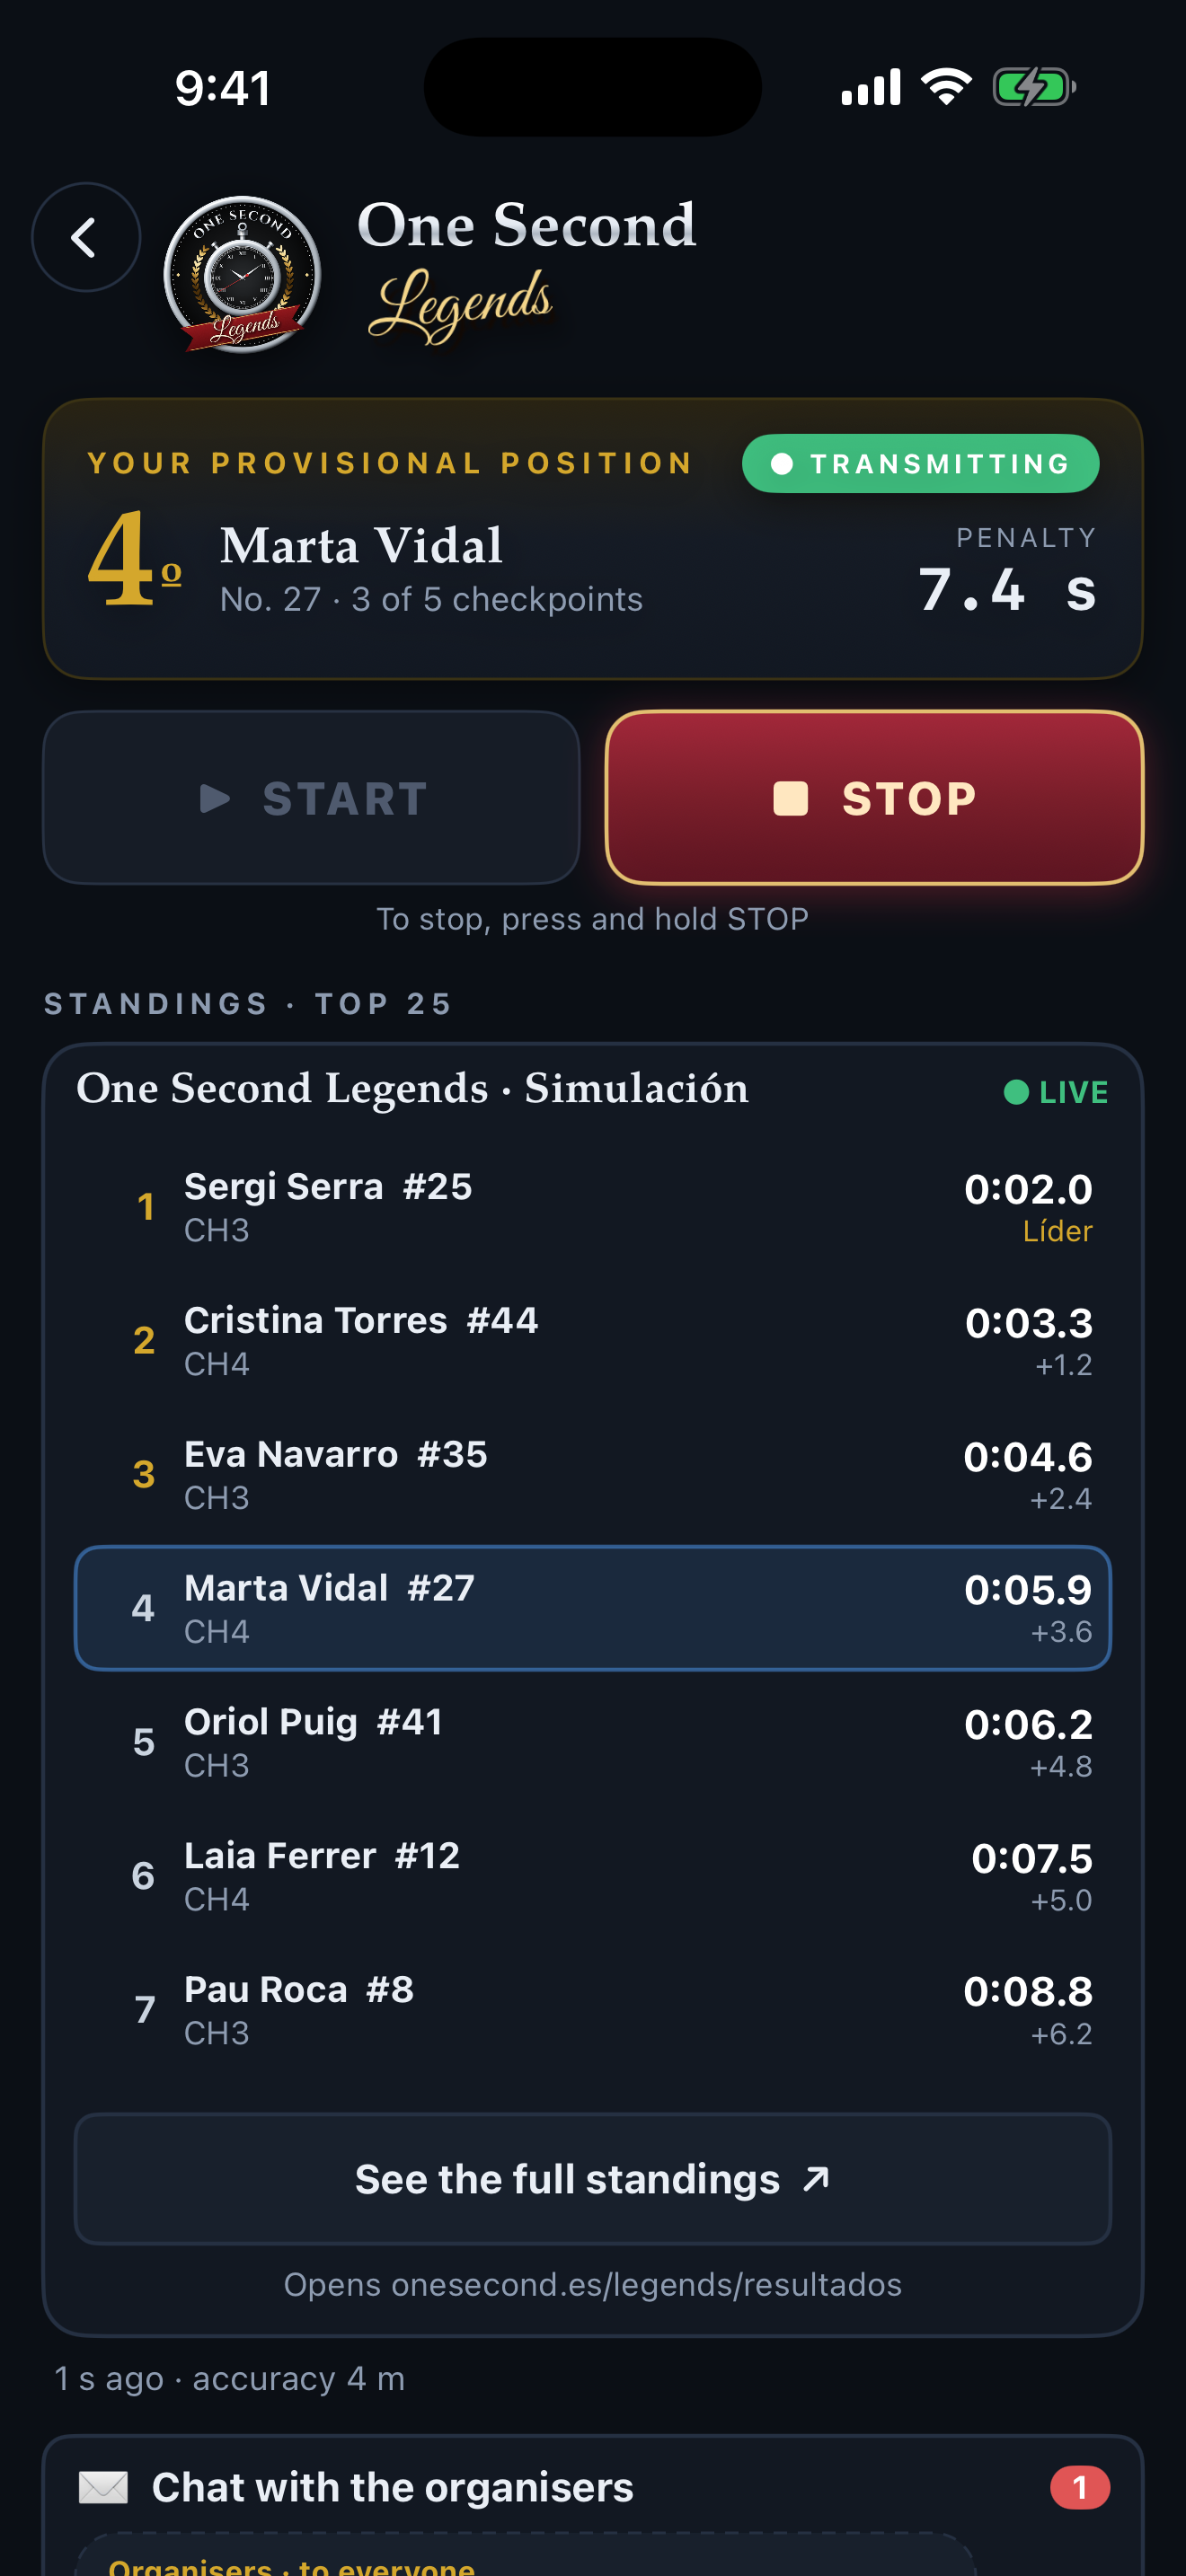 9:41
ONE SECOND
Legends
One Second
Legends
YOUR PROVISIONAL POSITION
TRANSMITTING
4º
Marta Vidal
No. 27 · 3 of 5 checkpoints
PENALTY
7.4 s
START
STOP
To stop, press and hold STOP
STANDINGS · TOP 25
One Second Legends · Simulación
LIVE
1
Sergi Serra #25
CH3
0:02.0
Líder
2
Cristina Torres #44
CH4
0:03.3
+1.2
3
Eva Navarro #35
CH3
0:04.6
+2.4
4
Marta Vidal #27
CH4
0:05.9
+3.6
5
Oriol Puig #41
CH3
0:06.2
+4.8
6
Laia Ferrer #12
CH4
0:07.5
+5.0
7
Pau Roca #8
CH3
0:08.8
+6.2
See the full standings ↗
Opens onesecond.es/legends/resultados
1 s ago · accuracy 4 m
Chat with the organisers
1
Organisers · to everyone